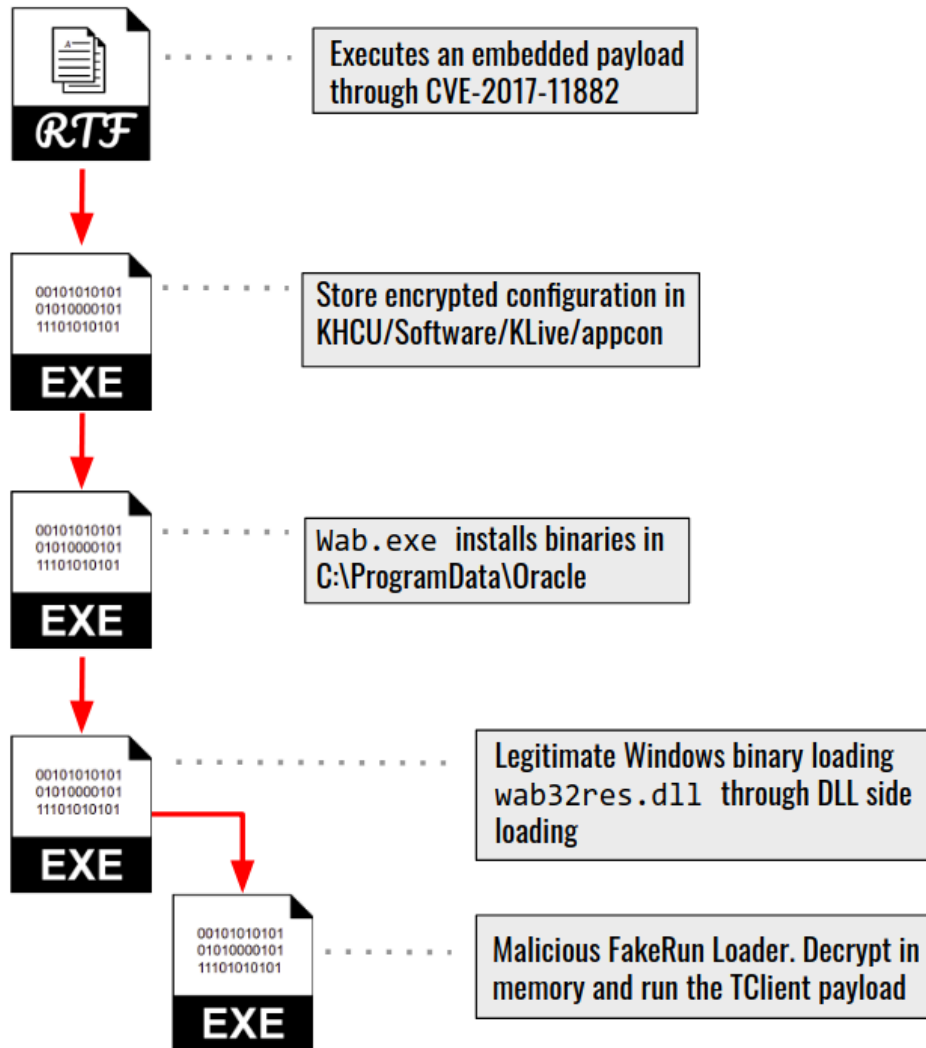 A
RTF
Executes an embedded payload
through CVE-2017-11882
00101010101
01010000101
11101010101
EXE
Store encrypted configuration in
KHCU/Software/KLive/appcon
00101010101
01010000101
11101010101
EXE
Wab.exe installs binaries in
C:\ProgramData\Oracle
00101010101
01010000101
11101010101
EXE
Legitimate Windows binary loading
wab32res.dll through DLL side
loading
00101010101
01010000101
11101010101
EXE
Malicious FakeRun Loader. Decrypt in
memory and run the TClient payload